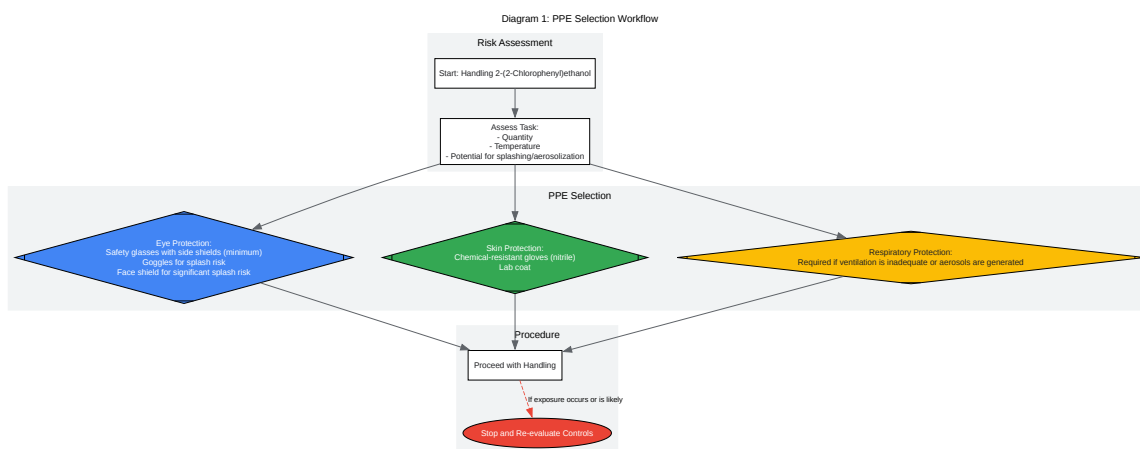 Diagram 1: PPE Selection Workflow
Risk Assessment
Start: Handling 2-(2-Chlorophenyl)ethanol
Assess Task:
- Quantity
- Temperature
- Potential for splashing/aerosolization
PPE Selection
Eye Protection:
Safety glasses with side shields (minimum)
Goggles for splash risk
Face shield for significant splash risk
Skin Protection:
Chemical-resistant gloves (nitrile)
Lab coat
Respiratory Protection:
Required if ventilation is inadequate or aerosols are generated
Procedure
Proceed with Handling
If exposure occurs or is likely
Stop and Re-evaluate Controls